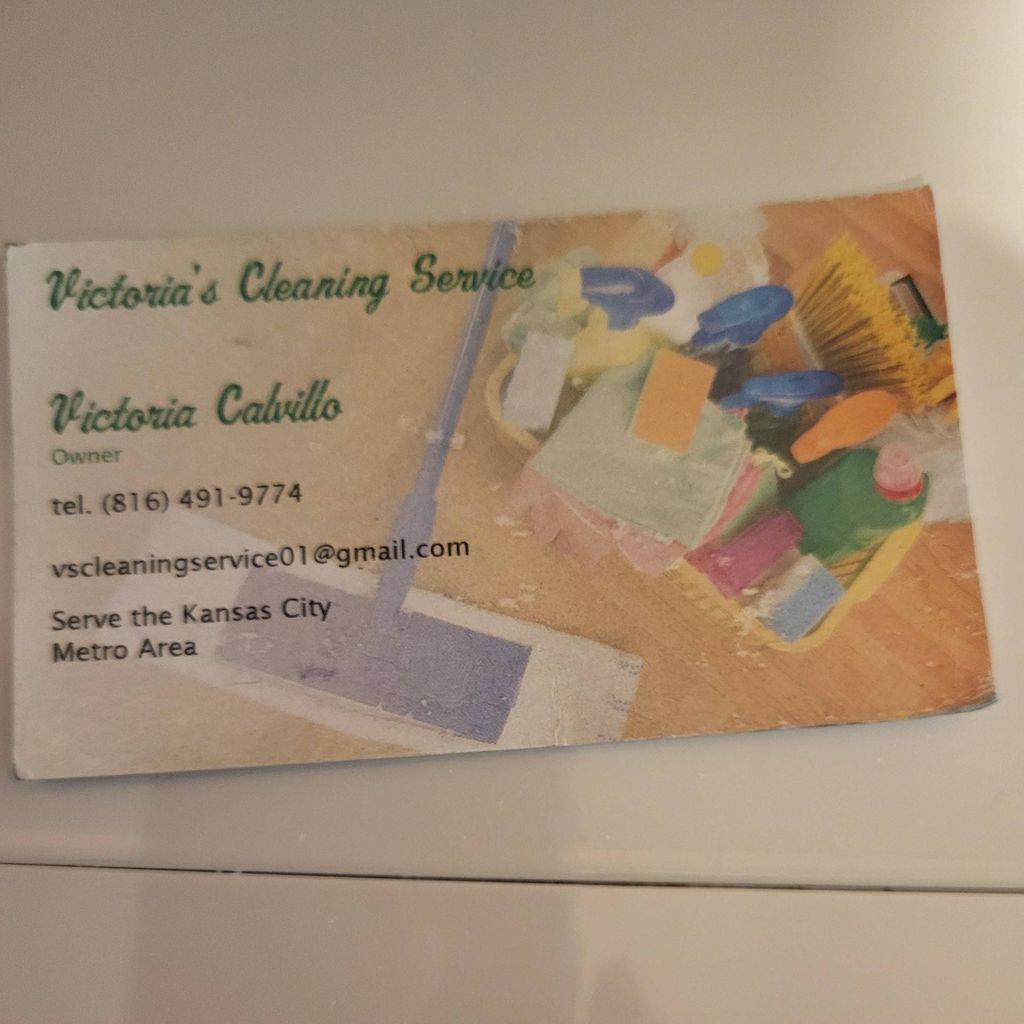 Victoria's Cleaning Service
Victoria Calvillo
Owner
tel. (816) 491-9774
vscleaningservice01@gmail.com
Serve the Kansas City
Metro Area